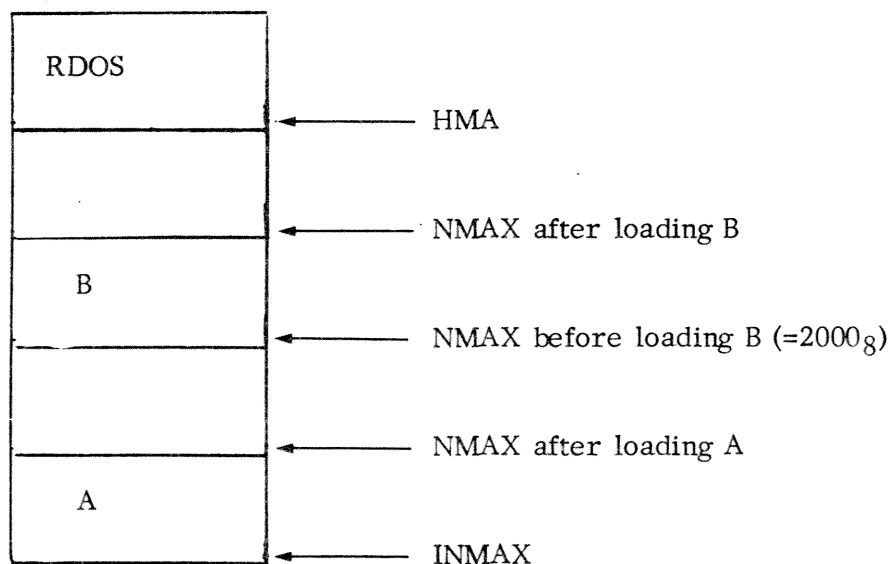 RDOS
HMA
NMAX after loading B
B
NMAX before loading B (=2000₈)
NMAX after loading A
A
INMAX